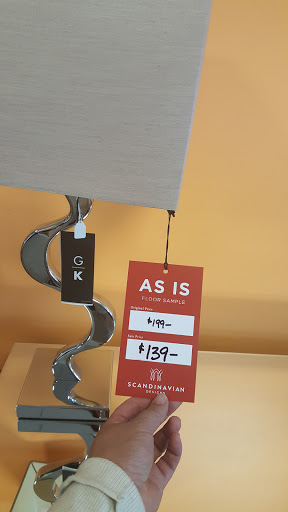 G
K
AS IS
FLOOR SAMPLE
Original Price
$199-
Sale Price
$139-
SCANDINAVIAN
DESIGNS